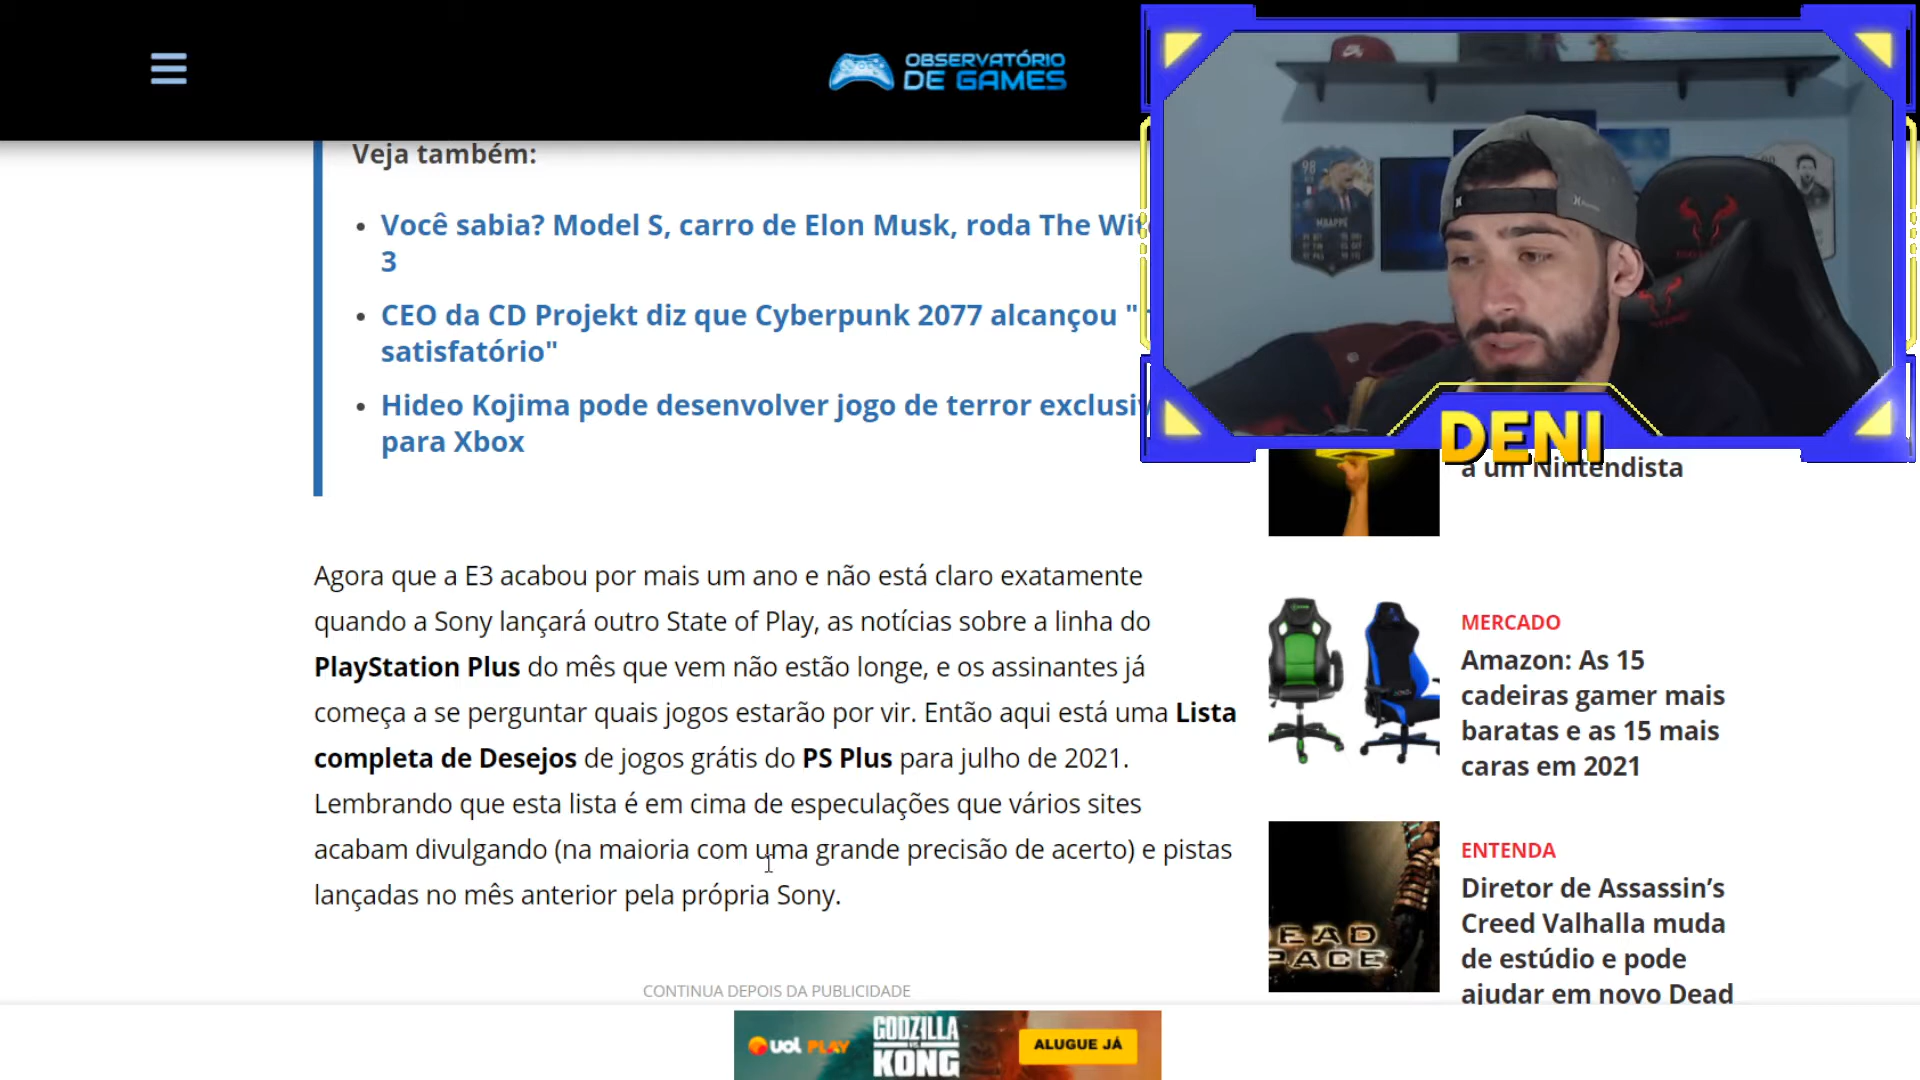 OBSERVATÓRIO
DE GAMES
Veja também:
Você sabia? Model S, carro de Elon Musk, roda The
3
CEO da CD Projekt diz que Cyberpunk 2077 alcançou "
satisfatório"
Hideo Kojima pode desenvolver jogo de terror
para Xbox
Agora que a E3 acabou por mais um ano e não está claro exatamente
quando a Sony lançará outro State of Play, as notícias sobre a linha do
PlayStation Plus do mês que vem não estão longe, e os assinantes já
começa a se perguntar quais jogos estarão por vir. Então aqui está uma Lista
completa de Desejos de jogos grátis do PS Plus para julho de 2021.
Lembrando que esta lista é em cima de especulações que vários sites
acabam divulgando (na maioria com uma grande precisão de acerto) e pistas
lançadas no mês anterior pela própria Sony.
CONTINUA DEPOIS DA PUBLICIDADE
uol PLAY
GODZILLA
VS
KONG
ALUGUE JÁ
98
MBAPPÉ
DENI
a um Nintendista
MERCADO
Amazon: As 15
cadeiras gamer mais
baratas e as 15 mais
caras em 2021
ENTENDA
Diretor de Assassin’s
Creed Valhalla muda
de estúdio e pode
ajudar em novo Dead
EAD
PACE